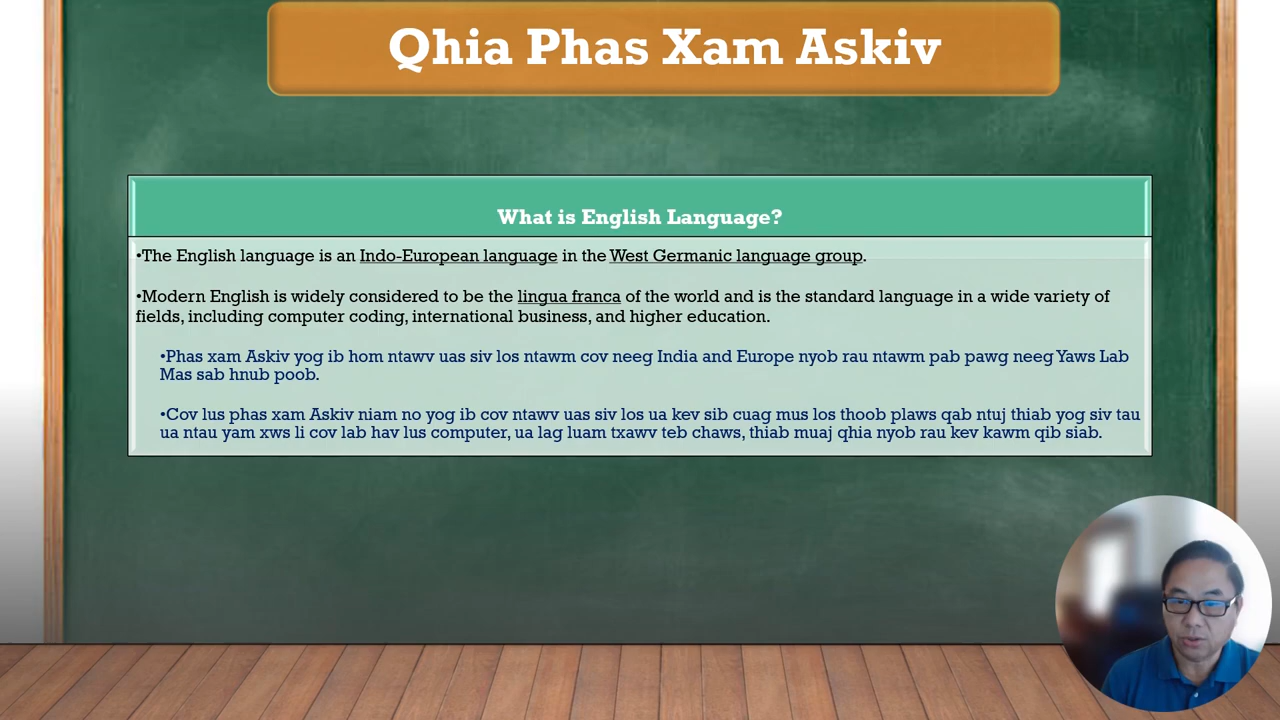 Qhia Phas Xam Askiv
What is English Language?
•The English language is an Indo-European language in the West Germanic language group.
•Modern English is widely considered to be the lingua franca of the world and is the standard language in a wide variety of
fields, including computer coding, international business, and higher education.
•Phas xam Askiv yog ib hom ntawv uas siv los ntawm cov neeg India and Europe nyob rau ntawm pab pawg neeg Yaws Lab
Mas sab hnub poob.
•Cov lus phas xam Askiv niam no yog ib cov ntawv uas siv los ua kev sib cuag mus los thoob plaws qab ntuj thiab yog siv tau
ua ntau yam xws li cov lab hav lus computer, ua lag luam txawv teb chaws, thiab muaj qhia nyob rau kev kawm qib siab.